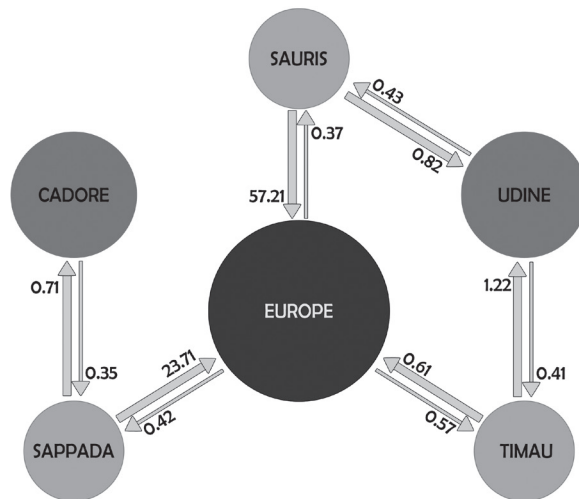 SAURIS
0.43
0.37
0.82
CADORE
57.21
UDINE
0.71
1.22
EUROPE
23.71
0.61
0.35
0.41
0.42
0.57
SAPPADA
TIMAU